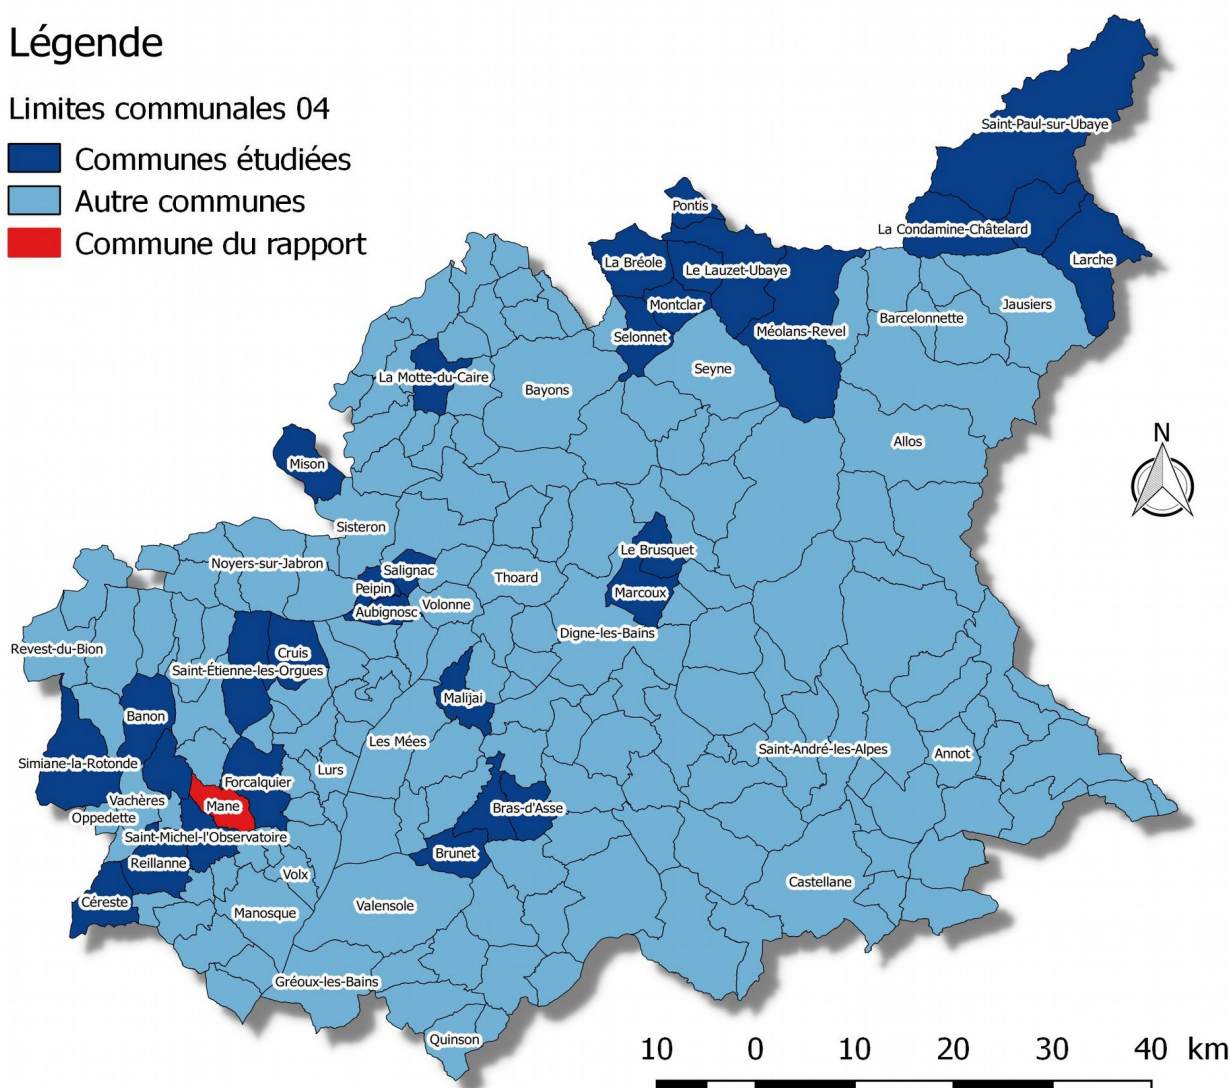 Légende
Limites communales 04
Communes étudiées
Autre communes
Commune du rapport
Saint-Paul-sur-Ubaye
Pontis
La Condamine-Châtelard
La Bréole
Le Lauzet-Ubaye
Larche
Montclar
Jausiers
Barcelonnette
Selonnet
Méolans-Revel
Seyne
La Motte-du-Caire
Bayons
Allos
N
Mison
Sisteron
Le Brusquet
Noyers-sur-Jabron
Salignac
Thoard
Peipin
Marcoux
Aubignosc
Volonne
Digne-les-Bains
Revest-du-Bion
Cruis
Saint-Étienne-les-Orgues
Malijai
Banon
Les Mées
Saint-André-les-Alpes
Annot
Simiane-la-Rotonde
Lurs
Forcalquier
Vachères
Mane
Bras-d'Asse
Oppedette
Saint-Michel-l'Observatoire
Brunet
Reillanne
Volx
Castellane
Céreste
Valensole
Manosque
Gréoux-les-Bains
Quinson
10 0 10 20 30 40 km